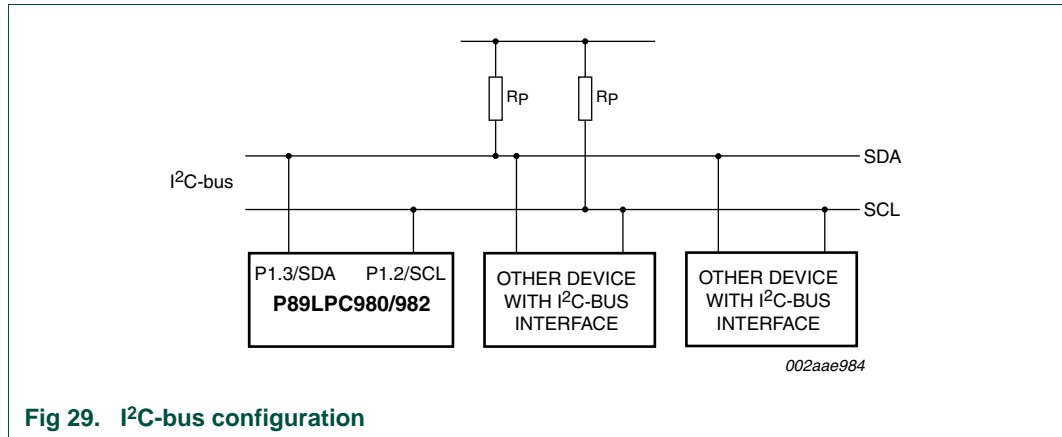 RP RP
SDA
I²C-bus
SCL
P1.3/SDA P1.2/SCL
P89LPC980/982
OTHER DEVICE
WITH I²C-BUS
INTERFACE
OTHER DEVICE
WITH I²C-BUS
INTERFACE
002aae984
Fig 29. I²C-bus configuration